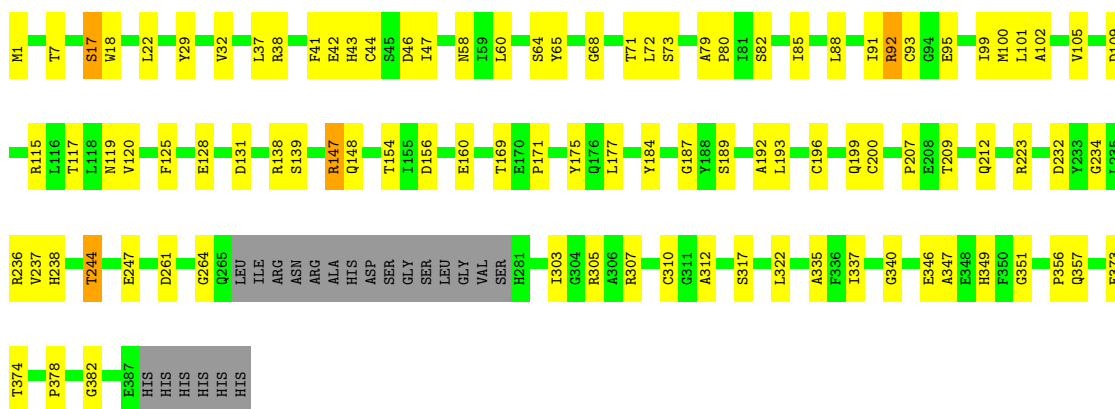 M1 T7 S17 W18 L22 Y29 V32 L37 R38 F41 E42 H43 C44 S45 D46 I47 N58 I59 L60 S64 Y65 G68 T71 L72 S73 A79 P80 I81 S82 I85 L88 I91 R92 C93 G94 E95 I99 M100 L101 A102 V105 D109
R115 L116 T117 L118 N119 V120 F125 E128 D131 R138 S139 R147 Q148 T154 I155 D156 E160 T169 E170 P171 Y175 Q176 L177 Y184 G187 Y188 S189 A192 L193 C196 Q199 C200 P207 E208 T209 Q212 R223 D232 Y233 G234 L235
R236 V237 H238 T244 E247 D261 G264 Q265 LEU ILE ARG ASN ARG ALA HIS ASP SER GLY SER LEU GLY VAL SER H281 I303 G304 R305 A306 R307 C310 G311 A312 S317 L322 A335 F336 I337 G340 E346 A347 E348 H349 F350 G351 P356 Q357 
T374 P378 G382 E387 HIS HIS HIS HIS HIS HIS